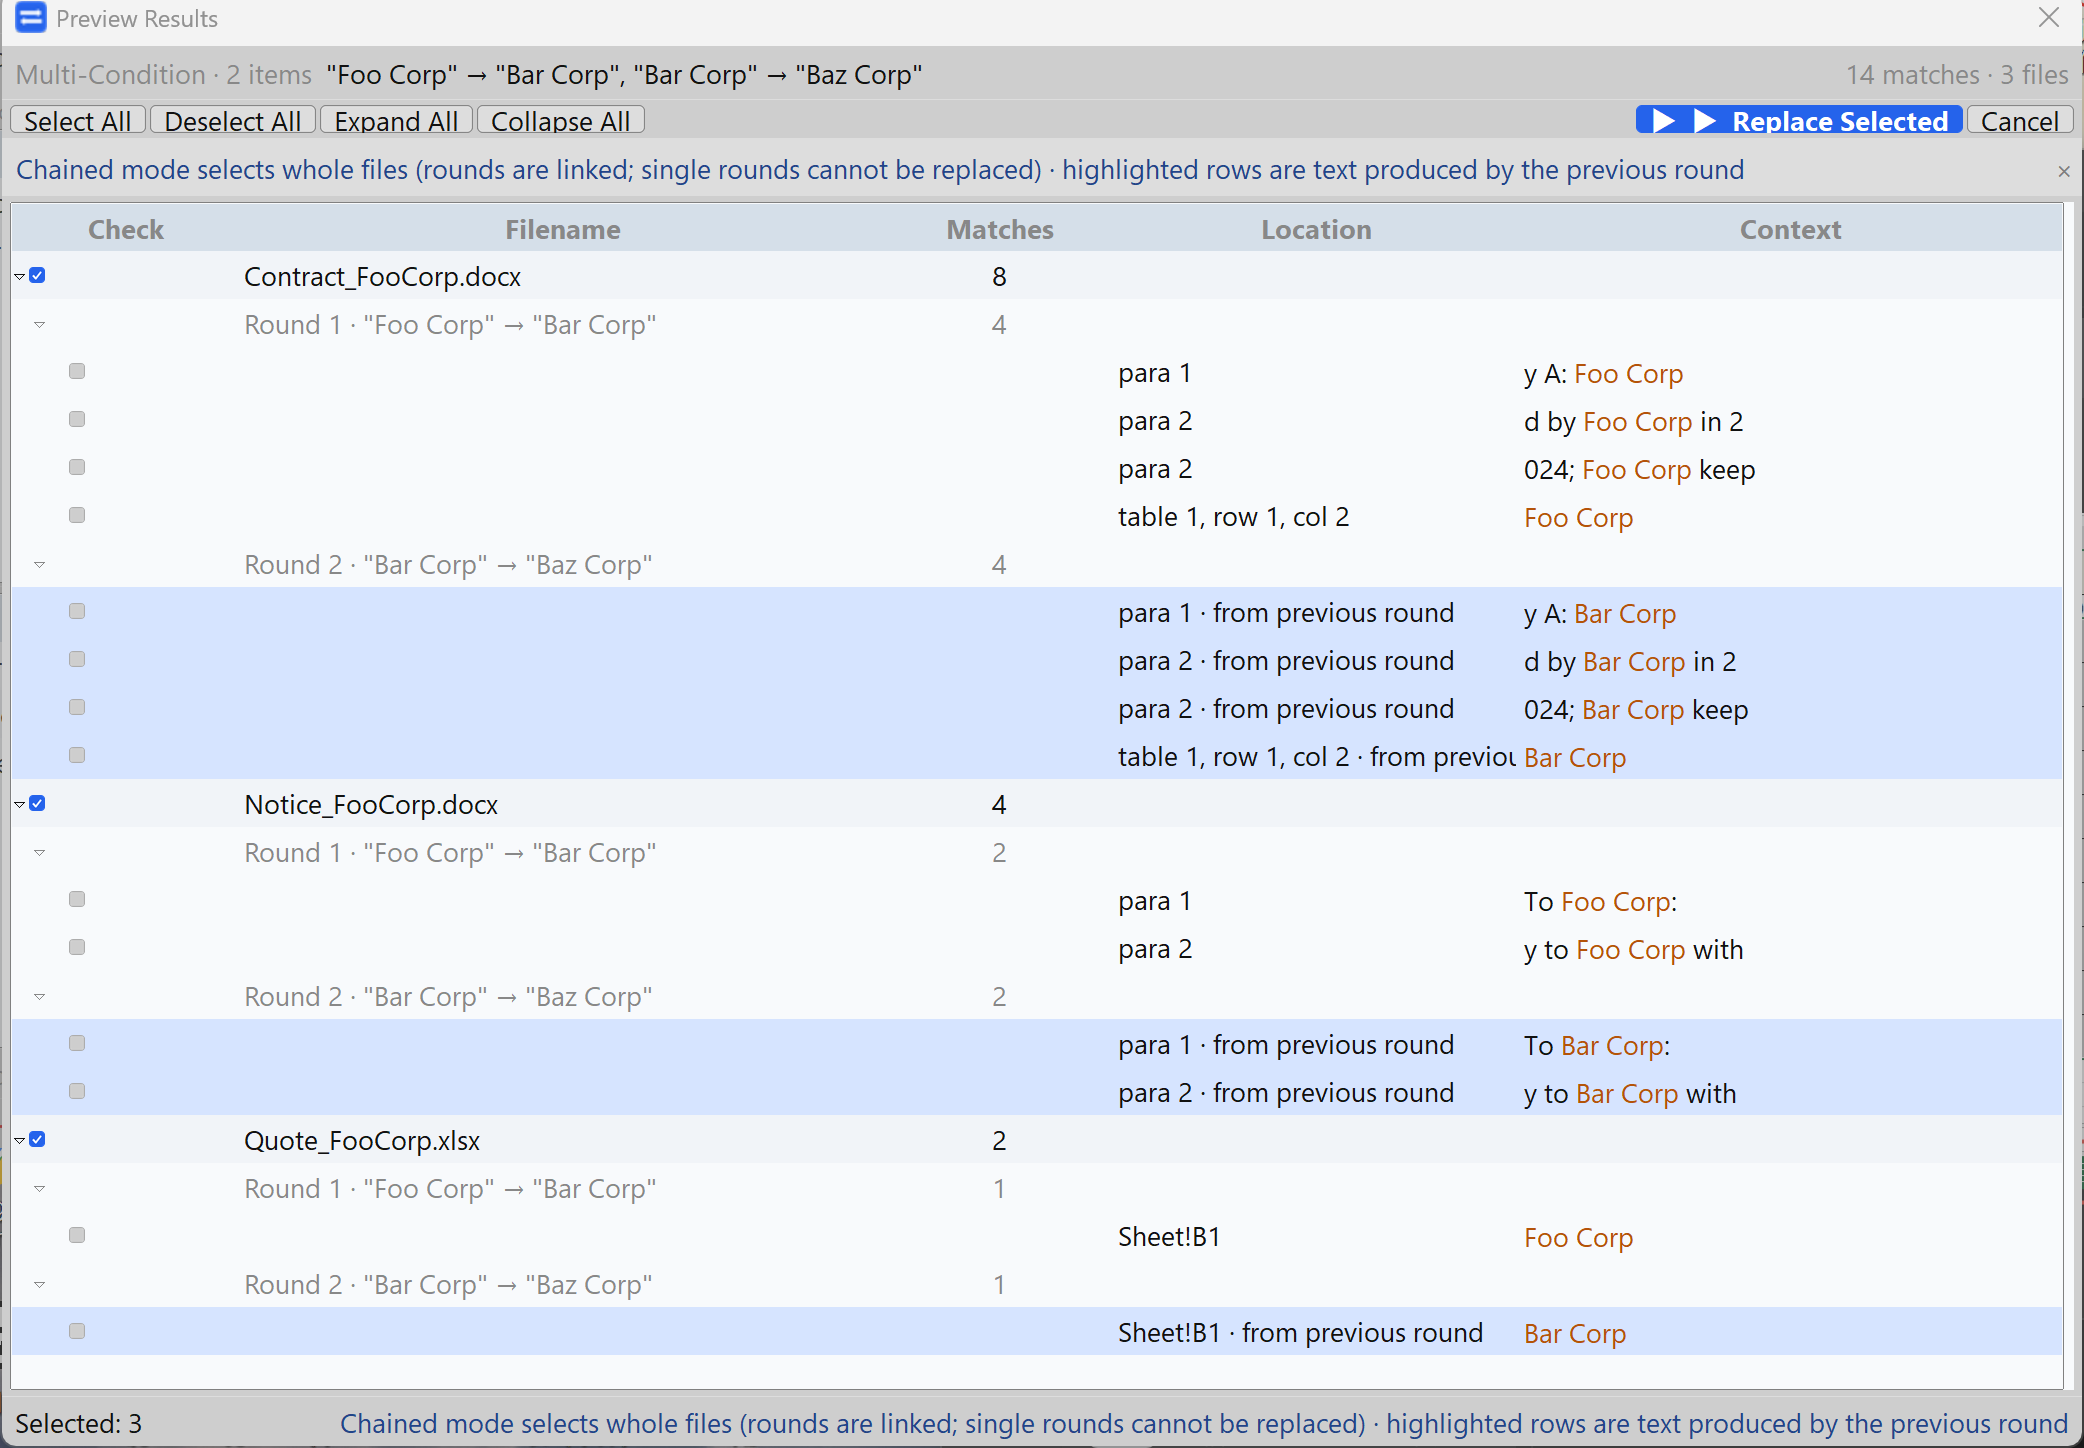 Preview Results
Multi-Condition · 2 items "Foo Corp" → "Bar Corp", "Bar Corp" → "Baz Corp" 14 matches · 3 files
Select All Deselect All Expand All Collapse All ▶ ▶ Replace Selected Cancel
Chained mode selects whole files (rounds are linked; single rounds cannot be replaced) · highlighted rows are text produced by the previous round ×
Check Filename Matches Location Context
Contract_FooCorp.docx 8
Round 1 · "Foo Corp" → "Bar Corp" 4
para 1 y A: Foo Corp
para 2 d by Foo Corp in 2
para 2 024; Foo Corp keep
table 1, row 1, col 2 Foo Corp
Round 2 · "Bar Corp" → "Baz Corp" 4
para 1 · from previous round y A: Bar Corp
para 2 · from previous round d by Bar Corp in 2
para 2 · from previous round 024; Bar Corp keep
table 1, row 1, col 2 · from previou Bar Corp
Notice_FooCorp.docx 4
Round 1 · "Foo Corp" → "Bar Corp" 2
para 1 To Foo Corp:
para 2 y to Foo Corp with
Round 2 · "Bar Corp" → "Baz Corp" 2
para 1 · from previous round To Bar Corp:
para 2 · from previous round y to Bar Corp with
Quote_FooCorp.xlsx 2
Round 1 · "Foo Corp" → "Bar Corp" 1
Sheet!B1 Foo Corp
Round 2 · "Bar Corp" → "Baz Corp" 1
Sheet!B1 · from previous round Bar Corp
Selected: 3 Chained mode selects whole files (rounds are linked; single rounds cannot be replaced) · highlighted rows are text produced by the previous round